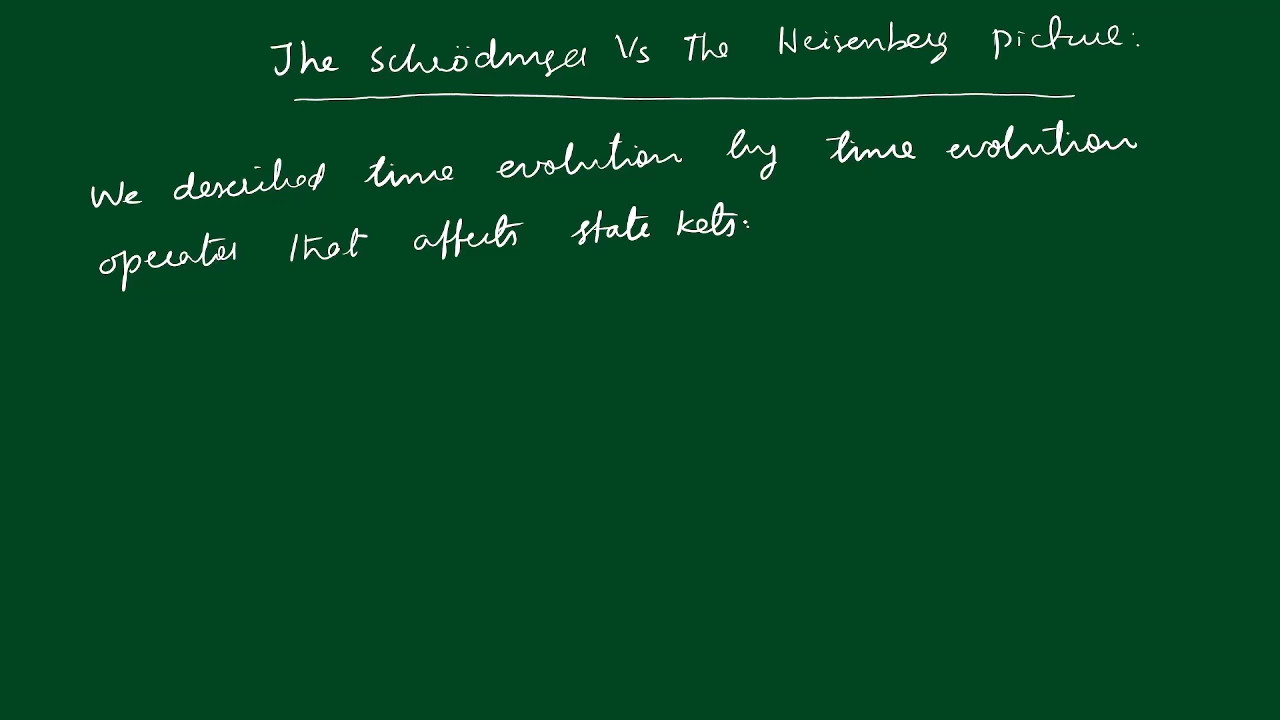 The Schrödinger Vs The Heisenberg picture:
We described time evolution by time evolution
operator that affects state kets: